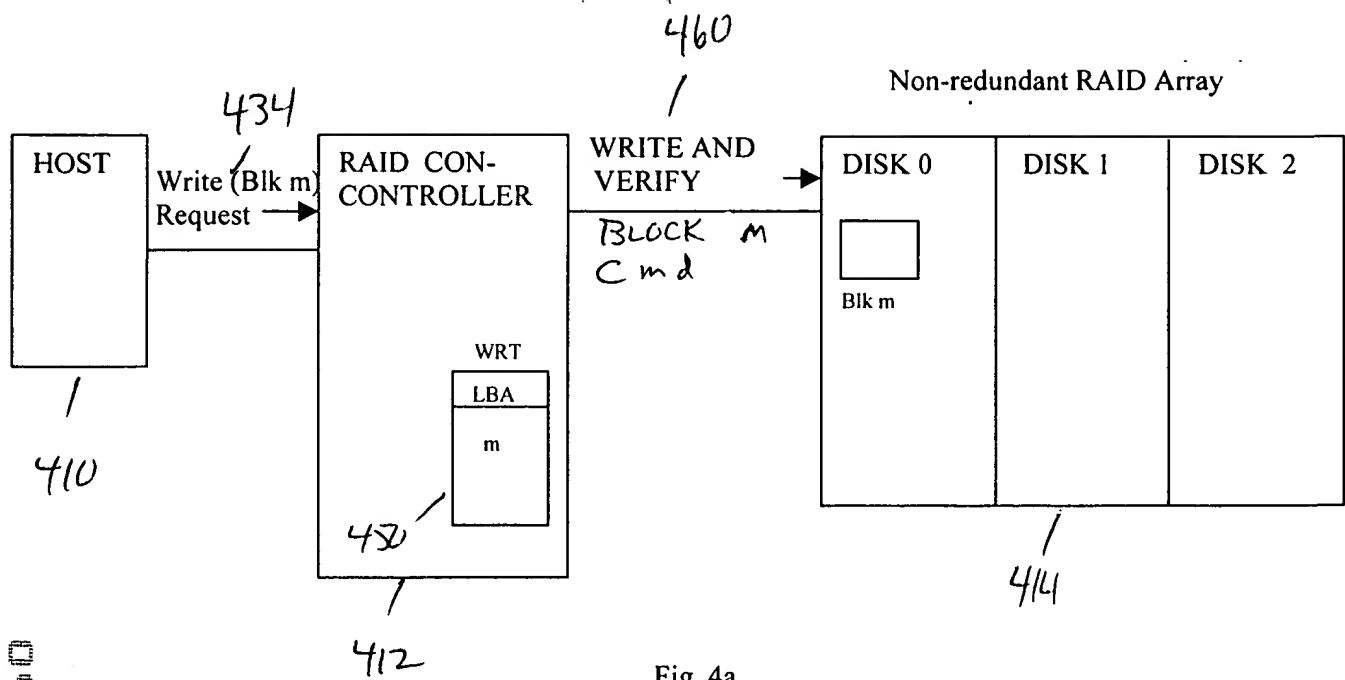 460
Non-redundant RAID Array
434
HOST
Write (Blk m)
Request
RAID CON-
CONTROLLER
WRITE AND
VERIFY
BLOCK M
Cmd
DISK 0
DISK 1
DISK 2
Blk m
WRT
LBA
m
410
450
414
412
Fig. 4a